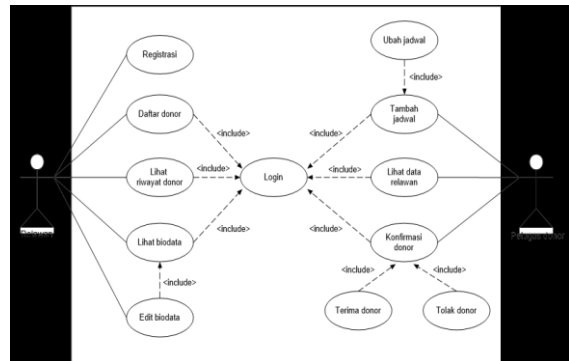 Registrasi
Ubah jadwal
<include>
Daftar donor
Tambah
jadwal
<include>
<include>
Lihat
riwayat donor
<include>
Login
<include>
Lihat data
relawan
Lihat biodata
<include>
<include>
Konfirmasi
donor
<include>
<include>
<include>
Edit biodata
Terima donor
Tolak donor
Relawan
Petugas donor